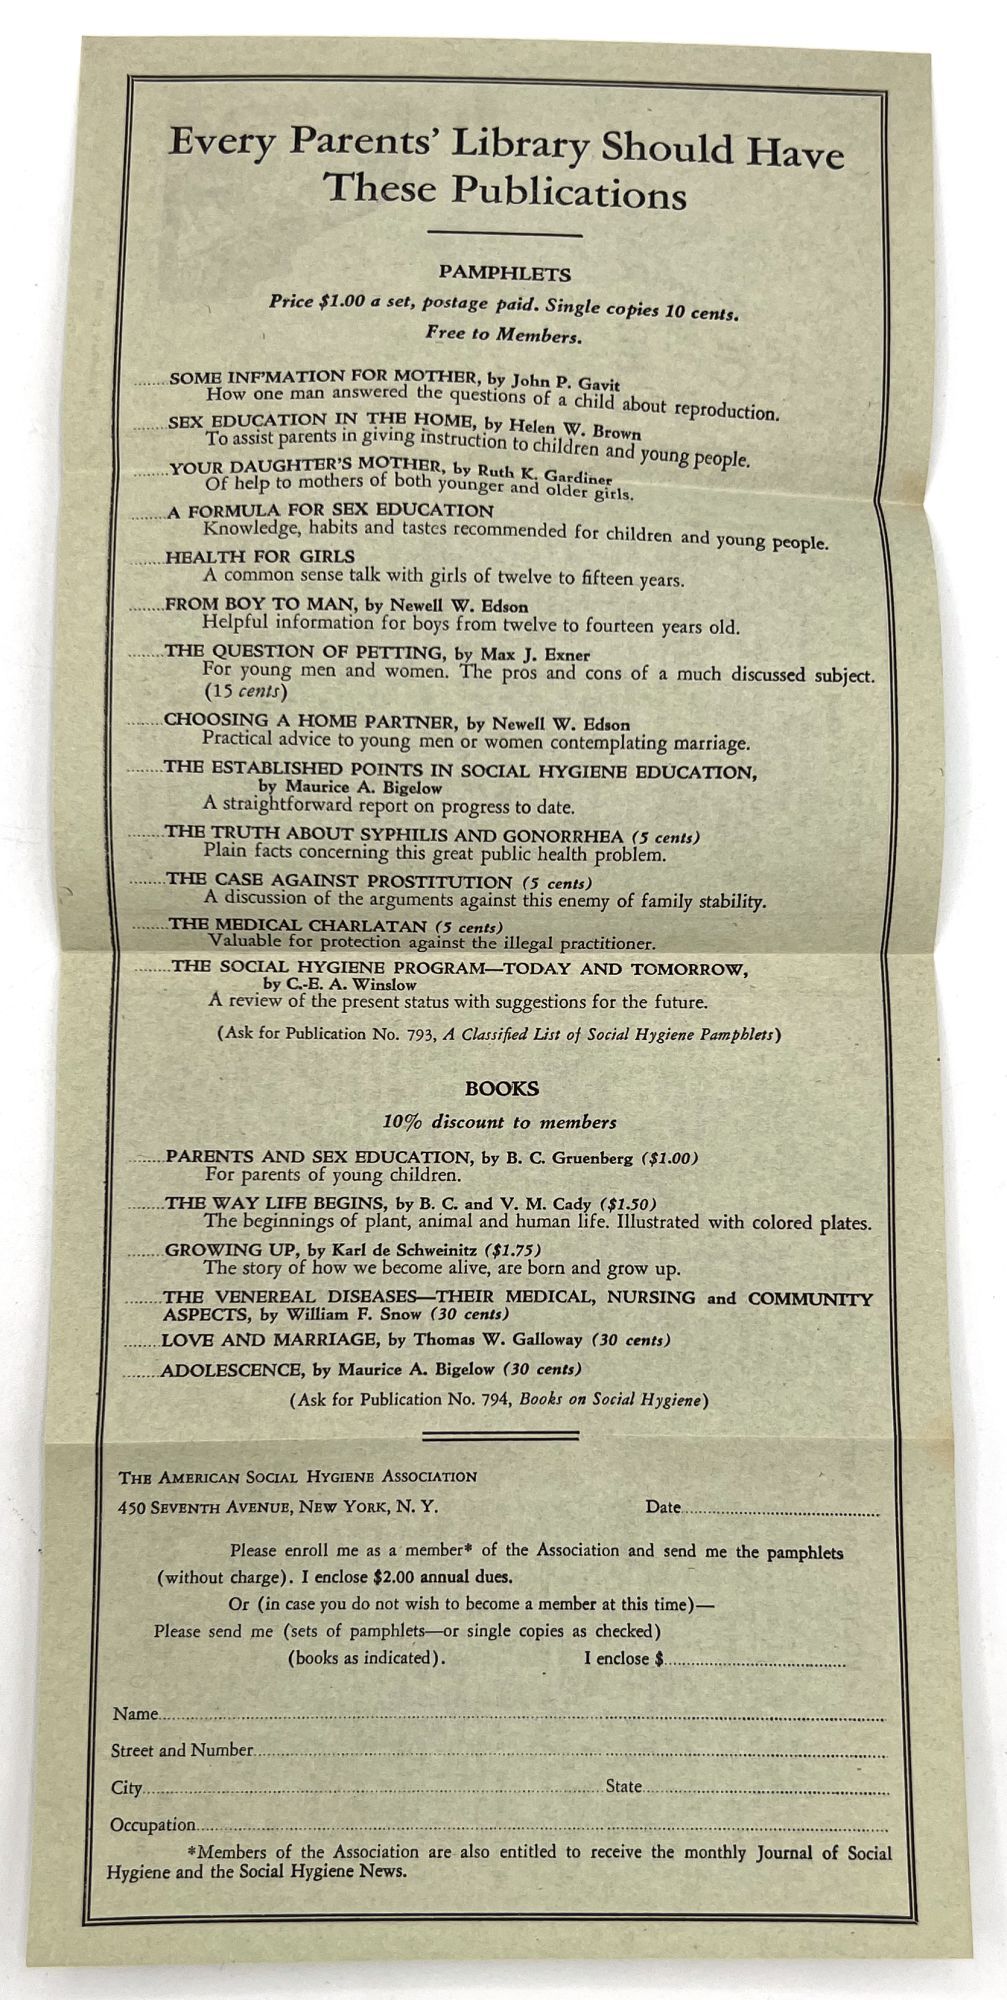 Every Parents' Library Should Have
These Publications
PAMPHLETS
Price $1.00 a set, postage paid. Single copies 10 cents.
Free to Members.
........SOME INF'MATION FOR MOTHER, by John P. Gavit
How one man answered the questions of a child about reproduction.
........SEX EDUCATION IN THE HOME, by Helen W. Brown
To assist parents in giving instruction to children and young people.
........YOUR DAUGHTER'S MOTHER, by Ruth K. Gardiner
Of help to mothers of both younger and older girls.
........A FORMULA FOR SEX EDUCATION
Knowledge, habits and tastes recommended for children and young people.
........HEALTH FOR GIRLS
A common sense talk with girls of twelve to fifteen years.
........FROM BOY TO MAN, by Newell W. Edson
Helpful information for boys from twelve to fourteen years old.
........THE QUESTION OF PETTING, by Max J. Exner
For young men and women. The pros and cons of a much discussed subject.
(15 cents)
........CHOOSING A HOME PARTNER, by Newell W. Edson
Practical advice to young men or women contemplating marriage.
........THE ESTABLISHED POINTS IN SOCIAL HYGIENE EDUCATION,
by Maurice A. Bigelow
A straightforward report on progress to date.
........THE TRUTH ABOUT SYPHILIS AND GONORRHEA (5 cents)
Plain facts concerning this great public health problem.
........THE CASE AGAINST PROSTITUTION (5 cents)
A discussion of the arguments against this enemy of family stability.
........THE MEDICAL CHARLATAN (5 cents)
Valuable for protection against the illegal practitioner.
........THE SOCIAL HYGIENE PROGRAM—TODAY AND TOMORROW,
by C.-E. A. Winslow
A review of the present status with suggestions for the future.
(Ask for Publication No. 793, A Classified List of Social Hygiene Pamphlets)
BOOKS
10% discount to members
........PARENTS AND SEX EDUCATION, by B. C. Gruenberg ($1.00)
For parents of young children.
........THE WAY LIFE BEGINS, by B. C. and V. M. Cady ($1.50)
The beginnings of plant, animal and human life. Illustrated with colored plates.
........GROWING UP, by Karl de Schweinitz ($1.75)
The story of how we become alive, are born and grow up.
........THE VENEREAL DISEASES—THEIR MEDICAL, NURSING and COMMUNITY
ASPECTS, by William F. Snow (30 cents)
........LOVE AND MARRIAGE, by Thomas W. Galloway (30 cents)
........ADOLESCENCE, by Maurice A. Bigelow (30 cents)
(Ask for Publication No. 794, Books on Social Hygiene)
THE AMERICAN SOCIAL HYGIENE ASSOCIATION
450 SEVENTH AVENUE, NEW YORK, N. Y. Date........................
Please enroll me as a member* of the Association and send me the pamphlets
(without charge). I enclose $2.00 annual dues.
Or (in case you do not wish to become a member at this time)—
Please send me (sets of pamphlets—or single copies as checked)
(books as indicated). I enclose $........................
Name........................
Street and Number........................
City........................State........................
Occupation........................
*Members of the Association are also entitled to receive the monthly Journal of Social
Hygiene and the Social Hygiene News.